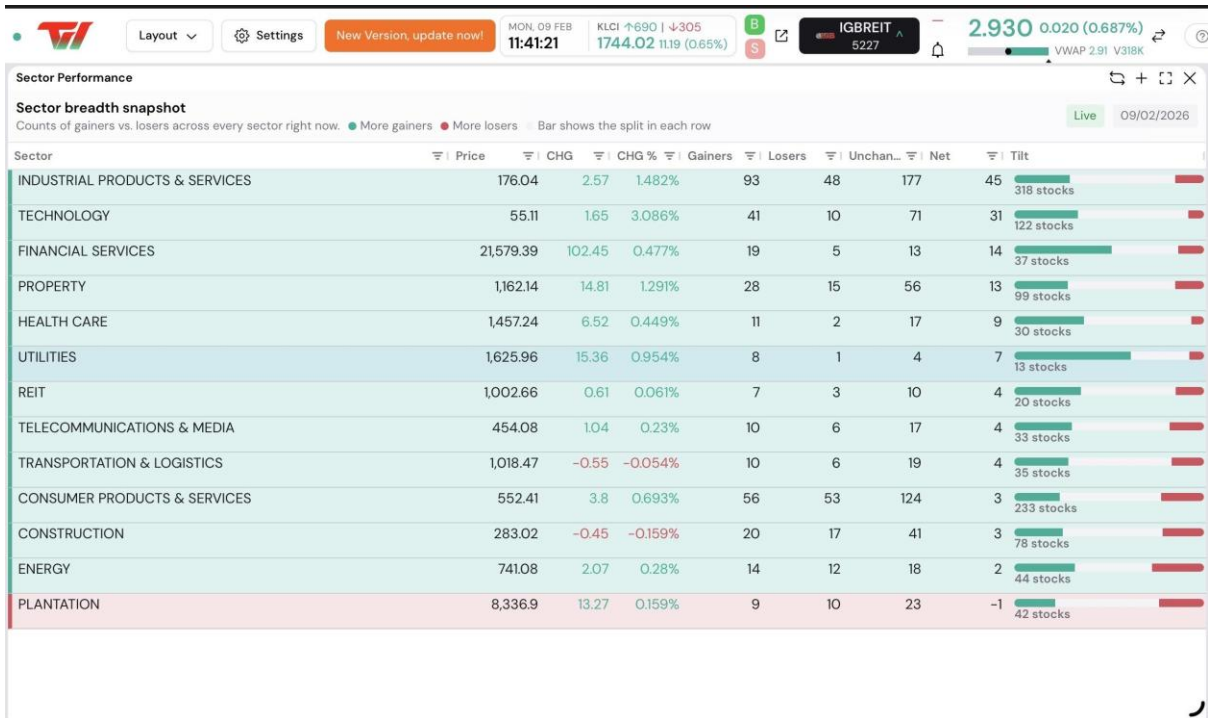 Layout Settings New Version, update now! MON, 09 FEB KLCI ↑690 | ↓305 B IGBREIT 2.930 0.020 (0.687%)
11:41:21 1744.02 11.19 (0.65%) S 5227 VWAP 2.91 V318K
Sector Performance
Sector breadth snapshot
Counts of gainers vs. losers across every sector right now. More gainers More losers Bar shows the split in each row Live 09/02/2026
Sector Price CHG CHG % Gainers Losers Unchan... Net Tilt
INDUSTRIAL PRODUCTS & SERVICES 176.04 2.57 1.482% 93 48 177 45 318 stocks
TECHNOLOGY 55.11 1.65 3.086% 41 10 71 31 122 stocks
FINANCIAL SERVICES 21,579.39 102.45 0.477% 19 5 13 14 37 stocks
PROPERTY 1,162.14 14.81 1.291% 28 15 56 13 99 stocks
HEALTH CARE 1,457.24 6.52 0.449% 11 2 17 9 30 stocks
UTILITIES 1,625.96 15.36 0.954% 8 1 4 7 13 stocks
REIT 1,002.66 0.61 0.061% 7 3 10 4 20 stocks
TELECOMMUNICATIONS & MEDIA 454.08 1.04 0.23% 10 6 17 4 33 stocks
TRANSPORTATION & LOGISTICS 1,018.47 -0.55 -0.054% 10 6 19 4 35 stocks
CONSUMER PRODUCTS & SERVICES 552.41 3.8 0.693% 56 53 124 3 233 stocks
CONSTRUCTION 283.02 -0.45 -0.159% 20 17 41 3 78 stocks
ENERGY 741.08 2.07 0.28% 14 12 18 2 44 stocks
PLANTATION 8,336.9 13.27 0.159% 9 10 23 -1 42 stocks